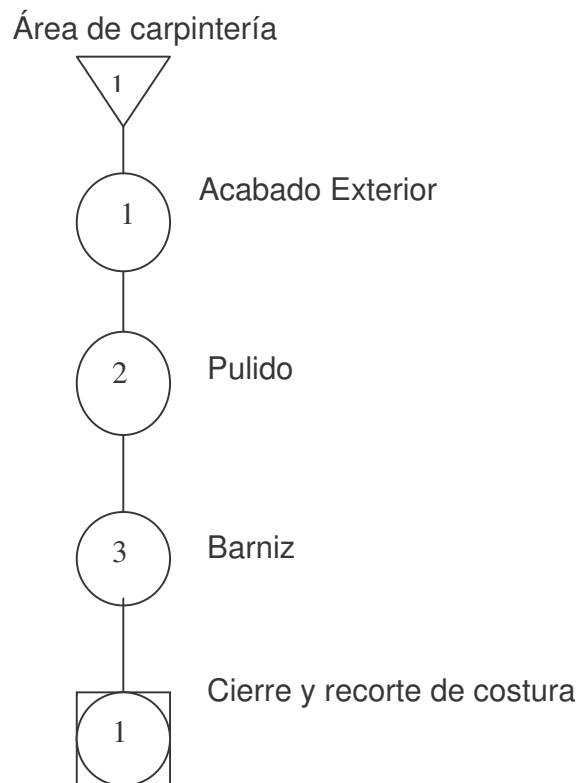 Área de carpintería
1
Acabado Exterior
1
Pulido
2
Barniz
3
Cierre y recorte de costura
1